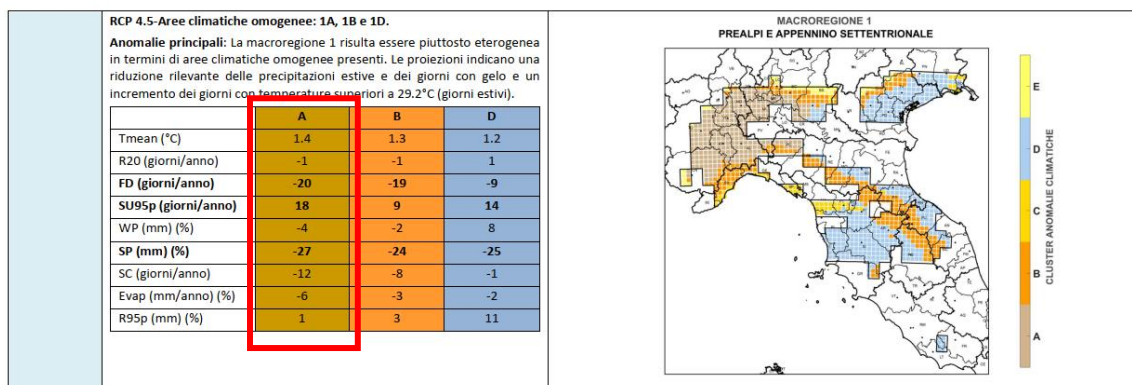 RCP 4.5-Aree climatiche omogenee: 1A, 1B e 1D.
Anomalie principali: La macroregione 1 risulta essere piuttosto eterogenea
in termini di aree climatiche omogenee presenti. Le proiezioni indicano una
riduzione rilevante delle precipitazioni estive e dei giorni con gelo e un
incremento dei giorni con temperature superiori a 29.2°C (giorni estivi).
A B D
Tmean (°C) 1.4 1.3 1.2
R20 (giorni/anno) -1 -1 1
FD (giorni/anno) -20 -19 -9
SU95p (giorni/anno) 18 9 14
WP (mm) (%) -4 -2 8
SP (mm) (%) -27 -24 -25
SC (giorni/anno) -12 -8 -1
Evap (mm/anno) (%) -6 -3 -2
R95p (mm) (%) 1 3 11
MACROREGIONE 1
PREALPI E APPENNINO SETTENTRIONALE
E
D
C
B
A
CLUSTER ANOMALIE CLIMATICHE